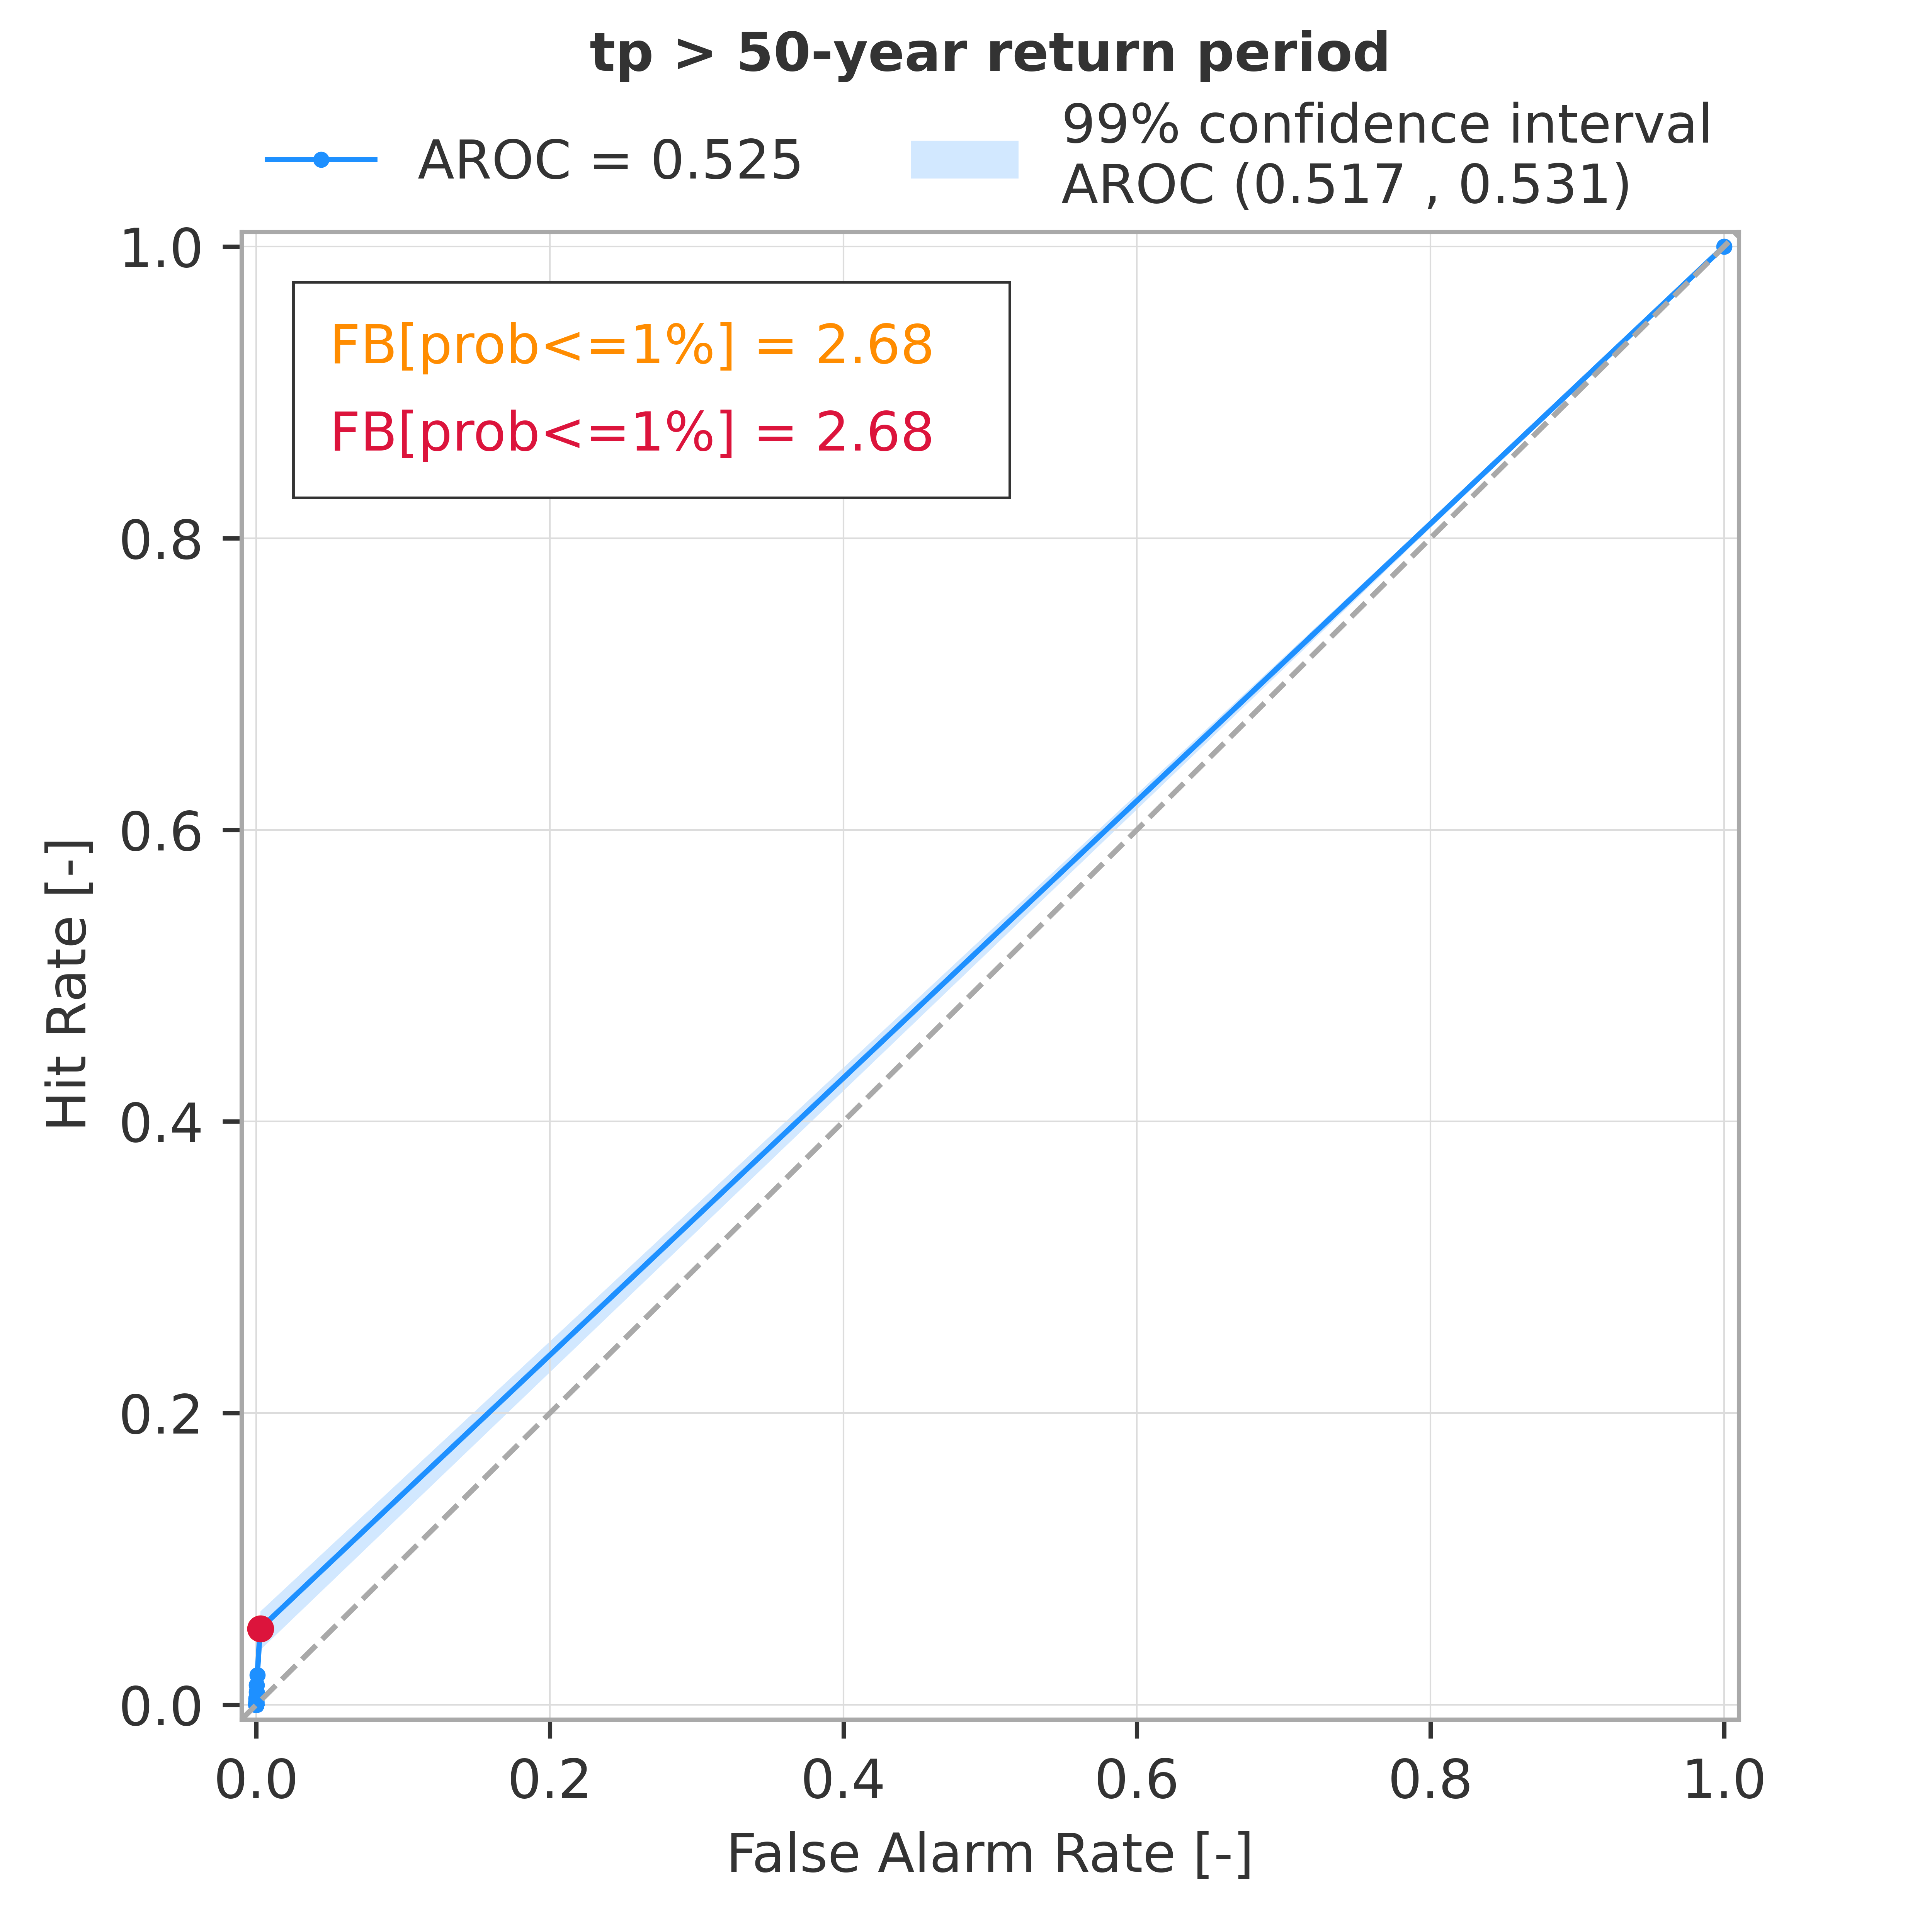 tp > 50-year return period
AROC = 0.525
99% confidence interval
AROC (0.517 , 0.531)
FB[prob<=1%] = 2.68
FB[prob<=1%] = 2.68
Hit Rate [-]
1.0
0.8
0.6
0.4
0.2
0.0
0.0 0.2 0.4 0.6 0.8 1.0
False Alarm Rate [-]